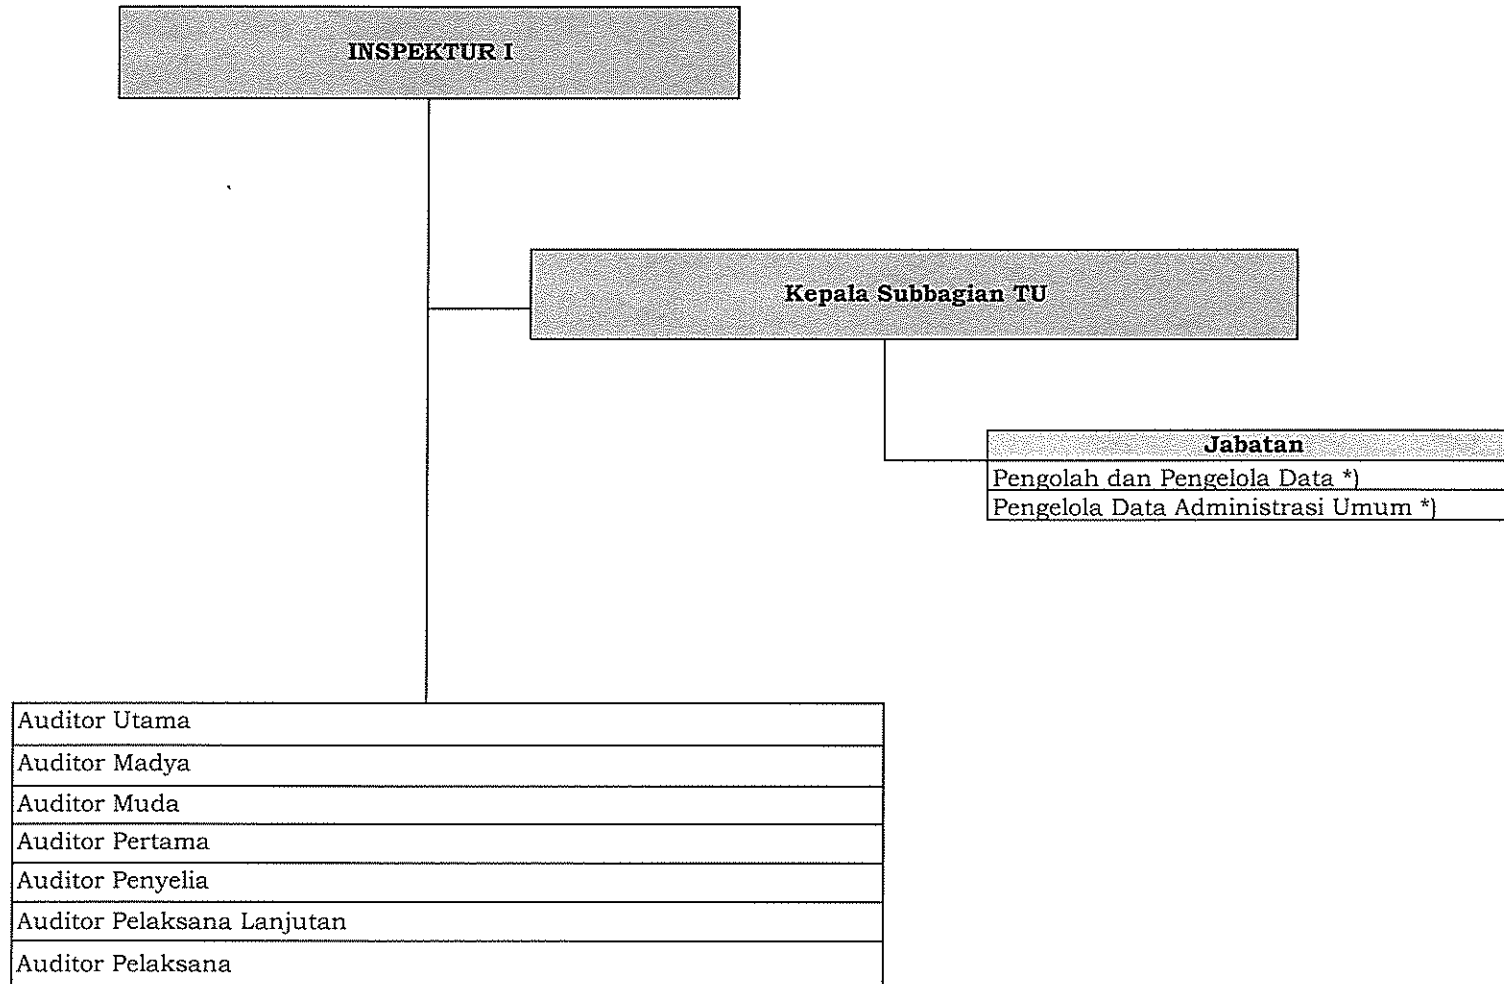 INSPEKTUR I
Kepala Subbagian TU
Jabatan
Pengolah dan Pengelola Data *)
Pengelola Data Administrasi Umum *)
Auditor Utama
Auditor Madya
Auditor Muda
Auditor Pertama
Auditor Penyelia
Auditor Pelaksana Lanjutan
Auditor Pelaksana